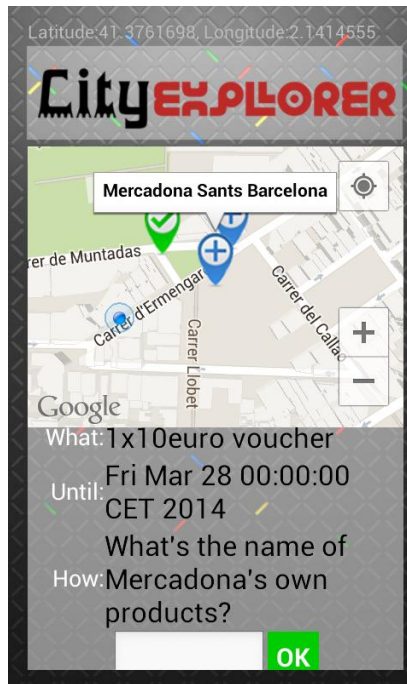 Latitude:41.3761698, Longitude:2.1414555
CityEXPLORER
Mercadona Sants Barcelona
rer de Muntadas
Carrer d'Ermengar
Carrer del Callao
Carrer Llobet
+
−
Google
What: 1x10euro voucher
Until: Fri Mar 28 00:00:00
CET 2014
What's the name of
How: Mercadona's own
products?
OK